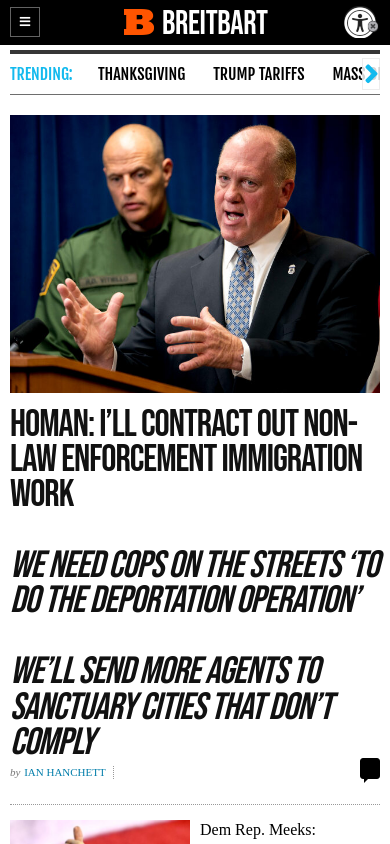 BREITBART
TRENDING: THANKSGIVING TRUMP TARIFFS MASS
HOMAN: I’LL CONTRACT OUT NON-
LAW ENFORCEMENT IMMIGRATION
WORK
WE NEED COPS ON THE STREETS ‘TO
DO THE DEPORTATION OPERATION’
WE’LL SEND MORE AGENTS TO
SANCTUARY CITIES THAT DON’T
COMPLY
by IAN HANCHETT
Dem Rep. Meeks: